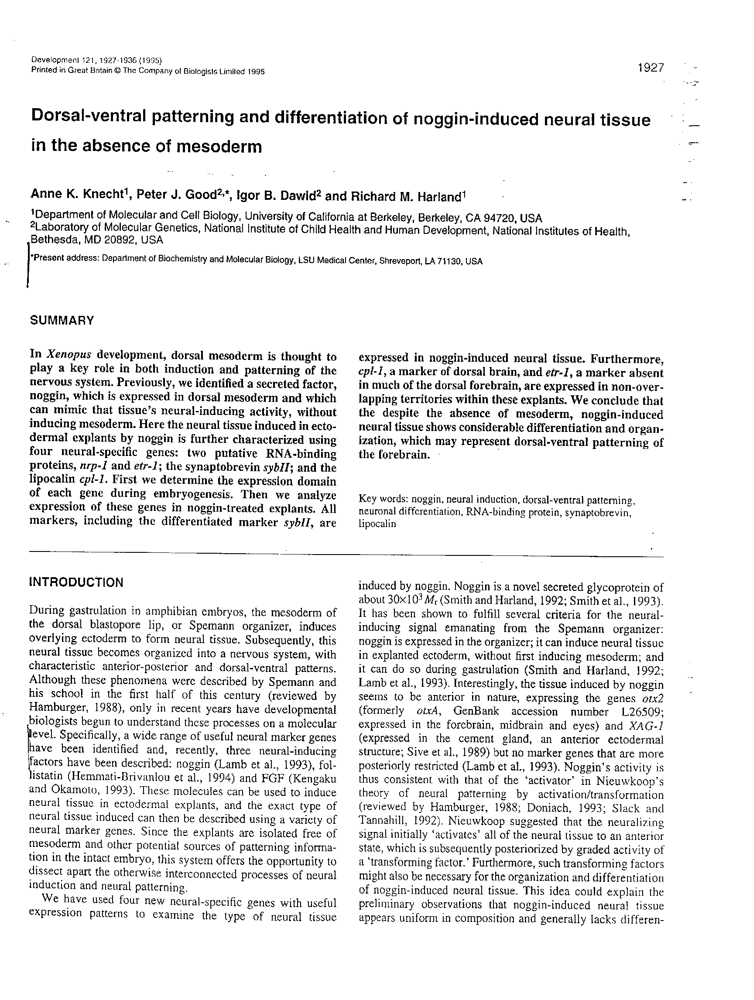 Development 121, 1927-1936 (1995)
Printed in Great Britain © The Company of Biologists Limited 1995
1927
Dorsal-ventral patterning and differentiation of noggin-induced neural tissue
in the absence of mesoderm
Anne K. Knecht¹, Peter J. Good²,*, Igor B. Dawid² and Richard M. Harland¹
¹Department of Molecular and Cell Biology, University of California at Berkeley, Berkeley, CA 94720, USA
²Laboratory of Molecular Genetics, National Institute of Child Health and Human Development, National Institutes of Health,
Bethesda, MD 20892, USA
*Present address: Department of Biochemistry and Molecular Biology, LSU Medical Center, Shreveport, LA 71130, USA
SUMMARY
In Xenopus development, dorsal mesoderm is thought to
play a key role in both induction and patterning of the
nervous system. Previously, we identified a secreted factor,
noggin, which is expressed in dorsal mesoderm and which
can mimic that tissue's neural-inducing activity, without
inducing mesoderm. Here the neural tissue induced in ecto-
dermal explants by noggin is further characterized using
four neural-specific genes: two putative RNA-binding
proteins, nrp-1 and etr-1; the synaptobrevin sybII; and the
lipocalin cpl-1. First we determine the expression domain
of each gene during embryogenesis. Then we analyze
expression of these genes in noggin-treated explants. All
markers, including the differentiated marker sybII, are
expressed in noggin-induced neural tissue. Furthermore,
cpl-1, a marker of dorsal brain, and etr-1, a marker absent
in much of the dorsal forebrain, are expressed in non-over-
lapping territories within these explants. We conclude that
the despite the absence of mesoderm, noggin-induced
neural tissue shows considerable differentiation and organ-
ization, which may represent dorsal-ventral patterning of
the forebrain.
Key words: noggin, neural induction, dorsal-ventral patterning,
neuronal differentiation, RNA-binding protein, synaptobrevin,
lipocalin
INTRODUCTION
During gastrulation in amphibian embryos, the mesoderm of
the dorsal blastopore lip, or Spemann organizer, induces
overlying ectoderm to form neural tissue. Subsequently, this
neural tissue becomes organized into a nervous system, with
characteristic anterior-posterior and dorsal-ventral patterns.
Although these phenomena were described by Spemann and
his school in the first half of this century (reviewed by
Hamburger, 1988), only in recent years have developmental
biologists begun to understand these processes on a molecular
level. Specifically, a wide range of useful neural marker genes
have been identified and, recently, three neural-inducing
factors have been described: noggin (Lamb et al., 1993), fol-
listatin (Hemmati-Brivanlou et al., 1994) and FGF (Kengaku
and Okamoto, 1993). These molecules can be used to induce
neural tissue in ectodermal explants, and the exact type of
neural tissue induced can then be described using a variety of
neural marker genes. Since the explants are isolated free of
mesoderm and other potential sources of patterning informa-
tion in the intact embryo, this system offers the opportunity to
dissect apart the otherwise interconnected processes of neural
induction and neural patterning.
We have used four new neural-specific genes with useful
expression patterns to examine the type of neural tissue
induced by noggin. Noggin is a novel secreted glycoprotein of
about 30×10³ Mr (Smith and Harland, 1992; Smith et al., 1993).
It has been shown to fulfill several criteria for the neural-
inducing signal emanating from the Spemann organizer:
noggin is expressed in the organizer; it can induce neural tissue
in explanted ectoderm, without first inducing mesoderm; and
it can do so during gastrulation (Smith and Harland, 1992;
Lamb et al., 1993). Interestingly, the tissue induced by noggin
seems to be anterior in nature, expressing the genes otx2
(formerly otxA, GenBank accession number L26509;
expressed in the forebrain, midbrain and eyes) and XAG-1
(expressed in the cement gland, an anterior ectodermal
structure; Sive et al., 1989) but no marker genes that are more
posteriorly restricted (Lamb et al., 1993). Noggin's activity is
thus consistent with that of the 'activator' in Nieuwkoop's
theory of neural patterning by activation/transformation
(reviewed by Hamburger, 1988; Doniach, 1993; Slack and
Tannahill, 1992). Nieuwkoop suggested that the neuralizing
signal initially 'activates' all of the neural tissue to an anterior
state, which is subsequently posteriorized by graded activity of
a 'transforming factor.' Furthermore, such transforming factors
might also be necessary for the organization and differentiation
of noggin-induced neural tissue. This idea could explain the
preliminary observations that noggin-induced neural tissue
appears uniform in composition and generally lacks differen-